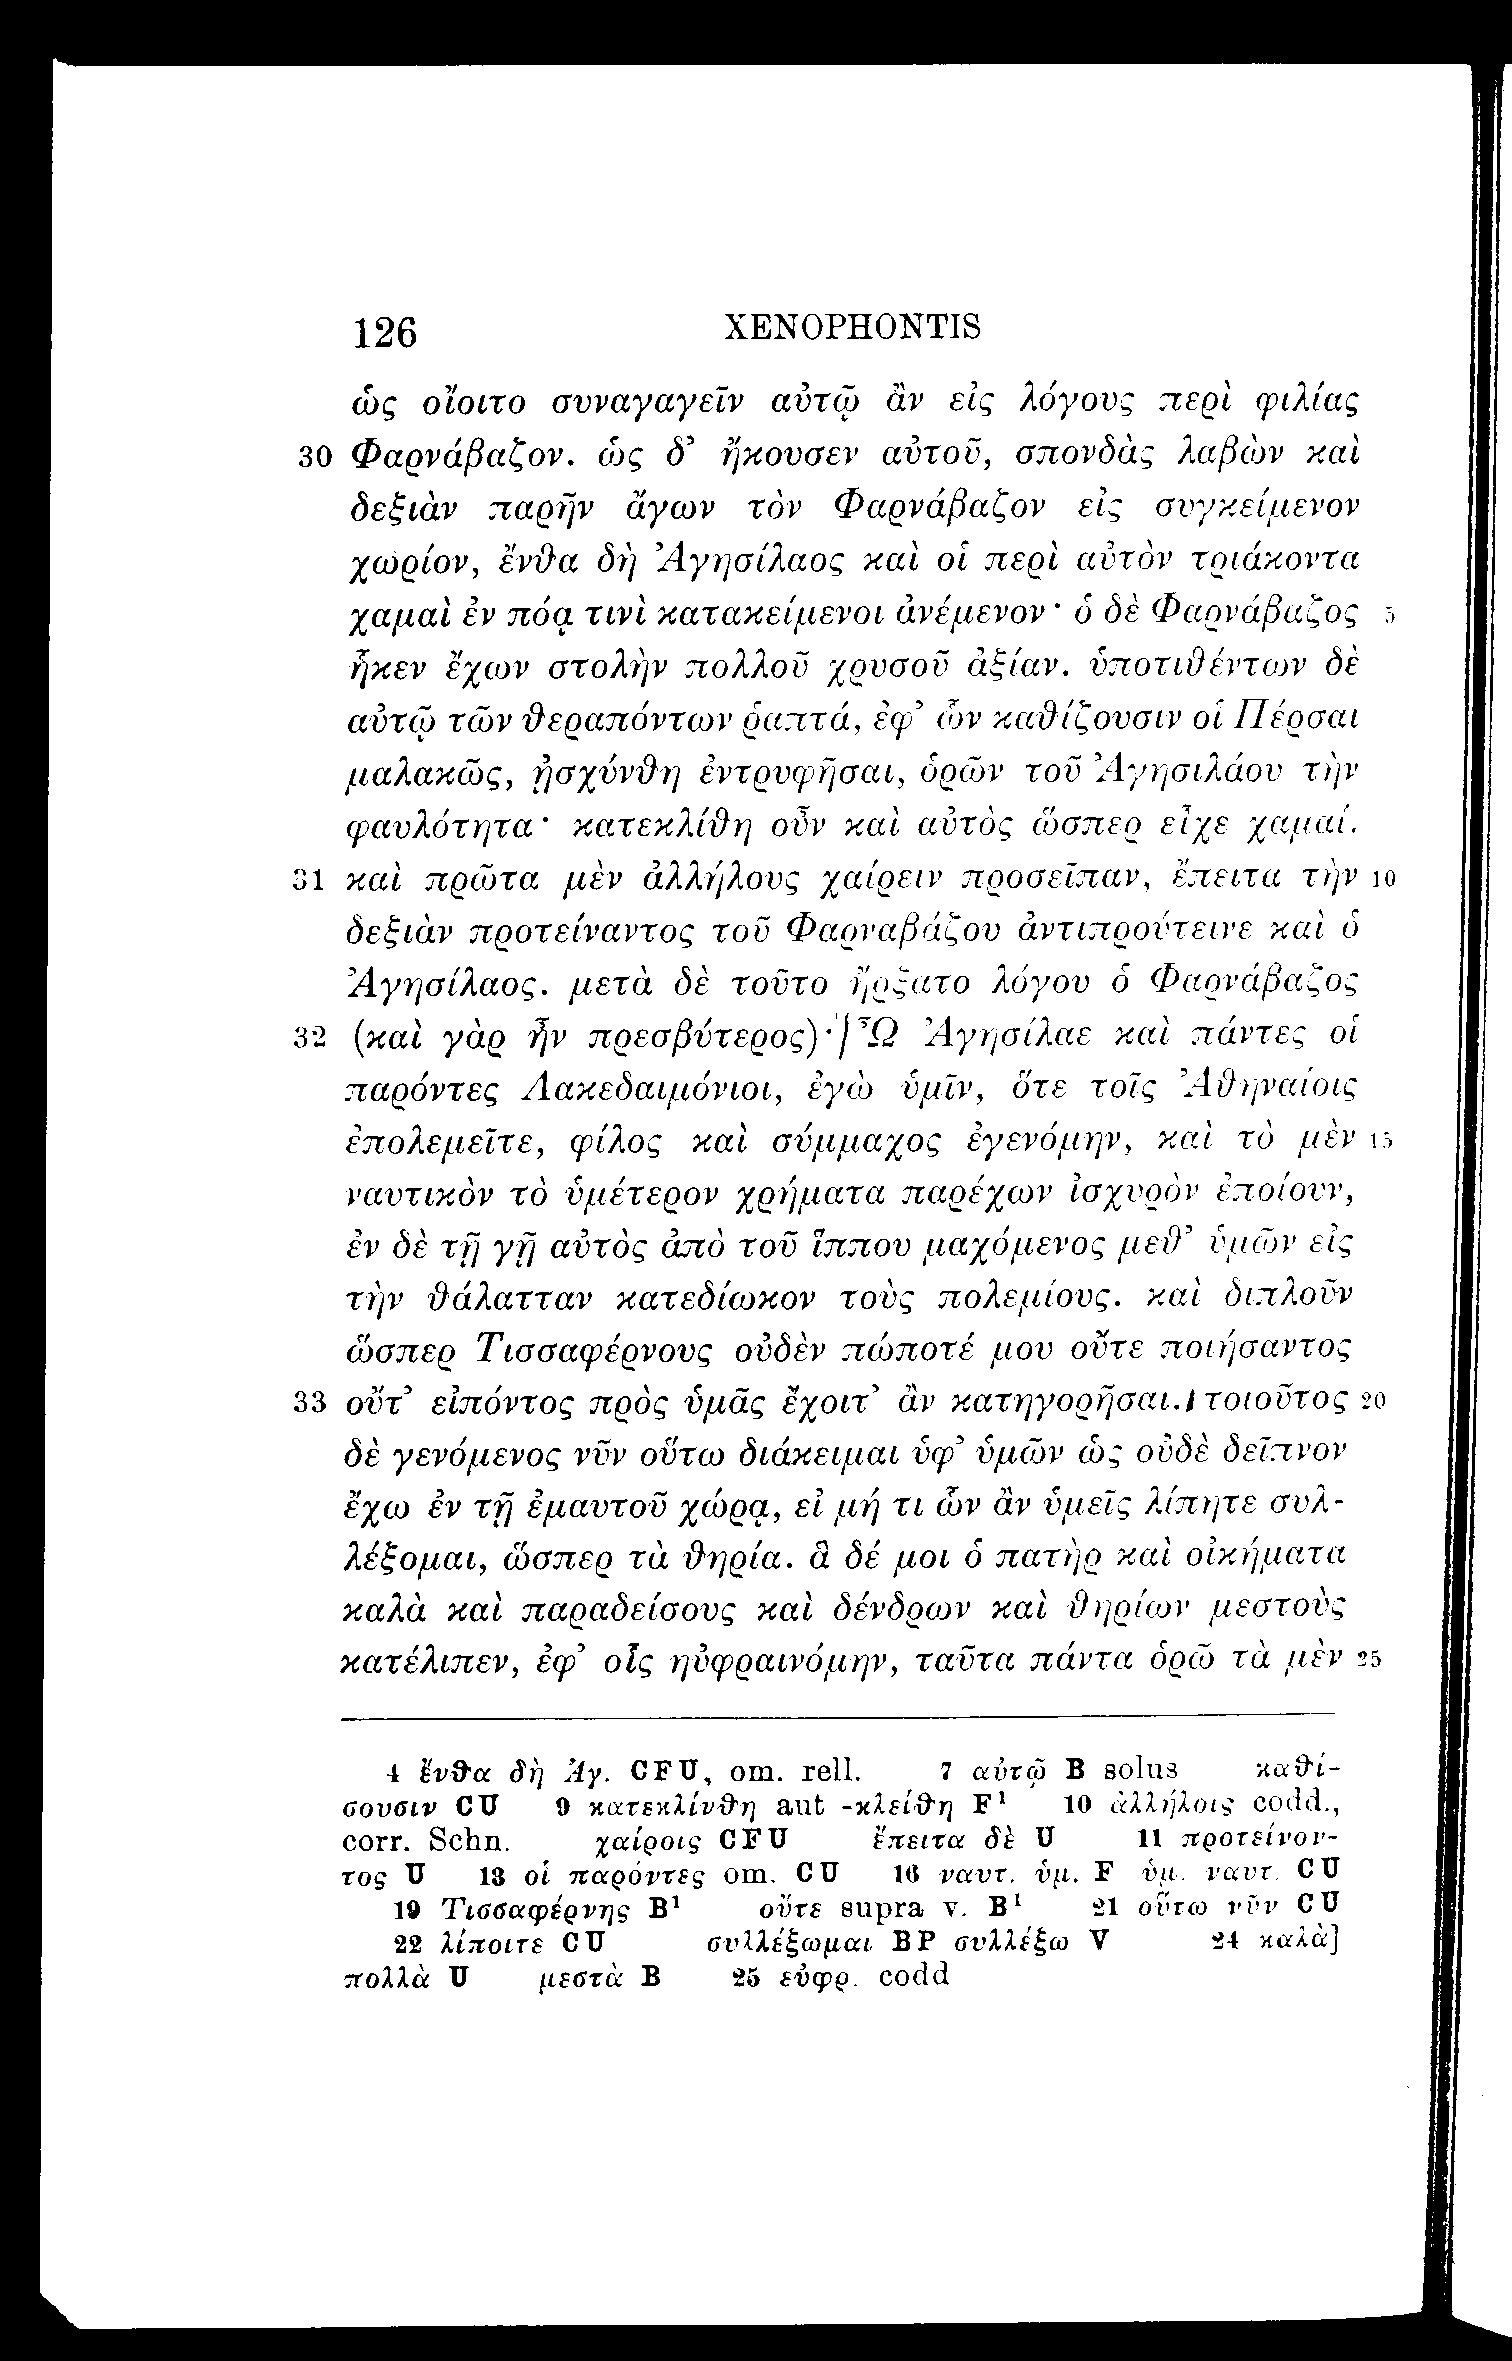 126 XENOPHONTIS
ὡς οἴοιτο συναγαγεῖν αὐτῷ ἂν εἰς λόγους περὶ φιλίας
30 Φαρνάβαζον. ὡς δ’ ἤκουσεν αὐτοῦ, σπονδὰς λαβὼν καὶ
δεξιὰν παρῆν ἄγων τὸν Φαρνάβαζον εἰς συγκείμενον
χωρίον, ἔνθα δὴ Ἀγησίλαος καὶ οἱ περὶ αὐτὸν τριάκοντα
χαμαὶ ἐν πόᾳ τινὶ κατακείμενοι ἀνέμενον· ὁ δὲ Φαρνάβαζος 5
ἧκεν ἔχων στολὴν πολλοῦ χρυσοῦ ἀξίαν. ὑποτιθέντων δὲ
αὐτῷ τῶν θεραπόντων ῥαπτά, ἐφ’ ὧν καθίζουσιν οἱ Πέρσαι
μαλακῶς, ᾐσχύνθη ἐντρυφῆσαι, ὁρῶν τοῦ Ἀγησιλάου τὴν
φαυλότητα· κατεκλίθη οὖν καὶ αὐτὸς ὥσπερ εἶχε χαμαί.
31 καὶ πρῶτα μὲν ἀλλήλους χαίρειν προσεῖπαν, ἔπειτα τὴν 10
δεξιὰν προτείναντος τοῦ Φαρναβάζου ἀντιπρούτεινε καὶ ὁ
Ἀγησίλαος. μετὰ δὲ τοῦτο ἤρξατο λόγου ὁ Φαρνάβαζος
32 (καὶ γὰρ ἦν πρεσβύτερος)· Ὦ Ἀγησίλαε καὶ πάντες οἱ
παρόντες Λακεδαιμόνιοι, ἐγὼ ὑμῖν, ὅτε τοῖς Ἀθηναίοις
ἐπολεμεῖτε, φίλος καὶ σύμμαχος ἐγενόμην, καὶ τὸ μὲν 15
ναυτικὸν τὸ ὑμέτερον χρήματα παρέχων ἰσχυρὸν ἐποίουν,
ἐν δὲ τῇ γῇ αὐτὸς ἀπὸ τοῦ ἵππου μαχόμενος μεθ’ ὑμῶν εἰς
τὴν θάλατταν κατεδίωκον τοὺς πολεμίους. καὶ διπλοῦν
ὥσπερ Τισσαφέρνους οὐδὲν πώποτέ μου οὔτε ποιήσαντος
33 οὔτ’ εἰπόντος πρὸς ὑμᾶς ἔχοιτ’ ἂν κατηγορῆσαι. τοιοῦτος 20
δὲ γενόμενος νῦν οὕτω διάκειμαι ὑφ’ ὑμῶν ὡς οὐδὲ δεῖπνον
ἔχω ἐν τῇ ἐμαυτοῦ χώρᾳ, εἰ μή τι ὧν ἂν ὑμεῖς λίπητε συλ-
λέξομαι, ὥσπερ τὰ θηρία. ἃ δέ μοι ὁ πατὴρ καὶ οἰκήματα
καλὰ καὶ παραδείσους καὶ δένδρων καὶ θηρίων μεστοὺς
κατέλιπεν, ἐφ’ οἷς ηὐφραινόμην, ταῦτα πάντα ὁρῶ τὰ μὲν 25
4 ἔνθα δὴ Ἀγ. CFU, om. rell. 7 αὐτῷ B solus καθί-
σουσιν CU 9 κατεκλίνθη aut -κλείθη F¹ 10 ἀλλήλοις codd.,
corr. Schn. χαίροις CFU ἔπειτα δὲ U 11 προτείνον-
τος U 13 οἱ παρόντες om. CU 16 ναυτ. ὑμ. F ὑμ. ναυτ. CU
19 Τισσαφέρνης B¹ οὔτε supra v. B¹ 21 οὕτω νῦν CU
22 λίποιτε CU συλλέξωμαι BP συλλέξω V 24 καλὰ]
πολλὰ U μεστὰ B 25 εὐφρ. codd